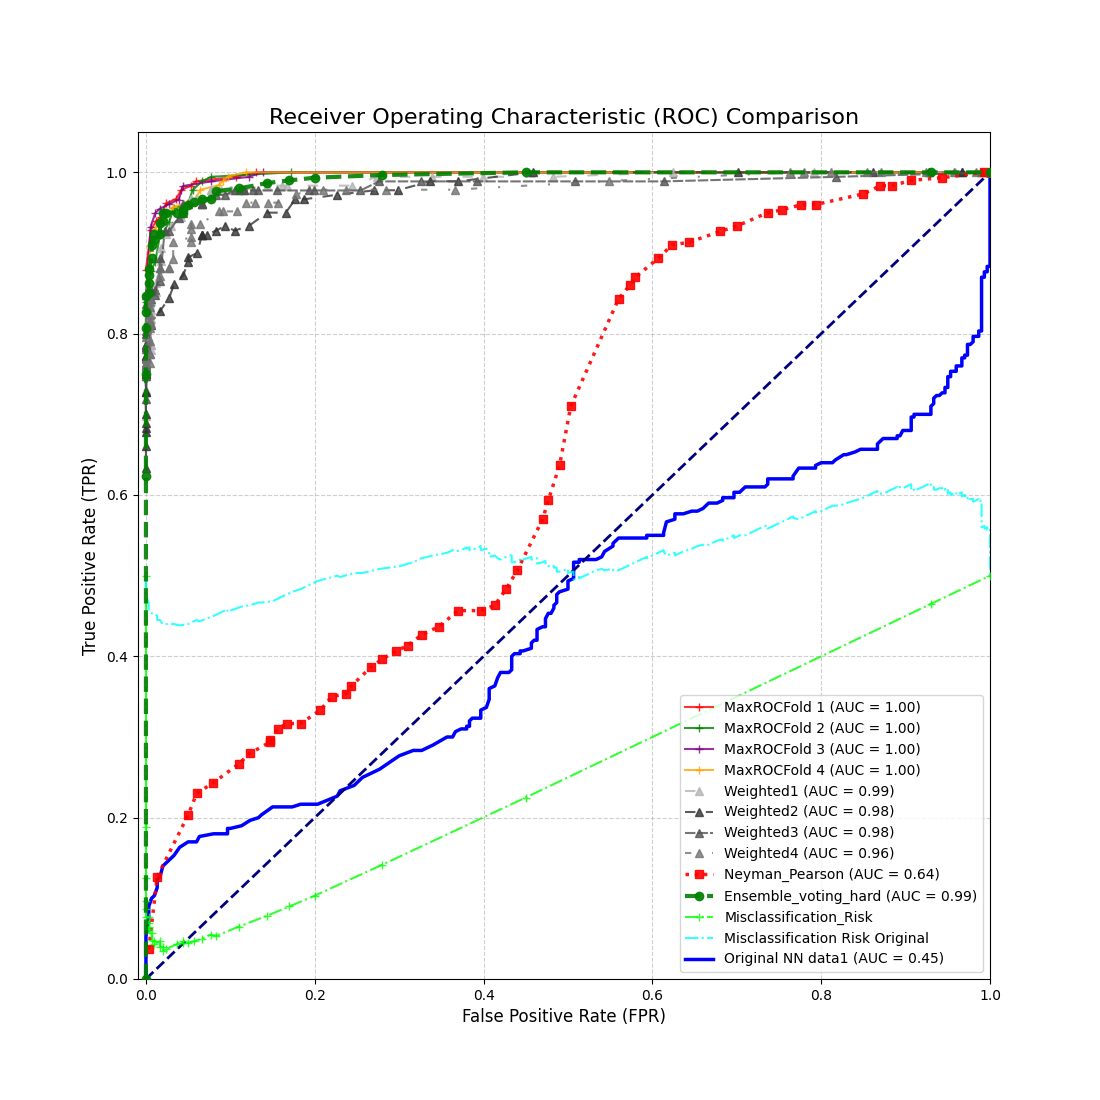 Receiver Operating Characteristic (ROC) Comparison
True Positive Rate (TPR)
1.0
0.8
0.6
0.4
0.2
0.0
MaxROCFold 1 (AUC = 1.00)
MaxROCFold 2 (AUC = 1.00)
MaxROCFold 3 (AUC = 1.00)
MaxROCFold 4 (AUC = 1.00)
Weighted1 (AUC = 0.99)
Weighted2 (AUC = 0.98)
Weighted3 (AUC = 0.98)
Weighted4 (AUC = 0.96)
Neyman_Pearson (AUC = 0.64)
Ensemble_voting_hard (AUC = 0.99)
Misclassification_Risk
Misclassification Risk Original
Original NN data1 (AUC = 0.45)
0.0 0.2 0.4 0.6 0.8 1.0
False Positive Rate (FPR)